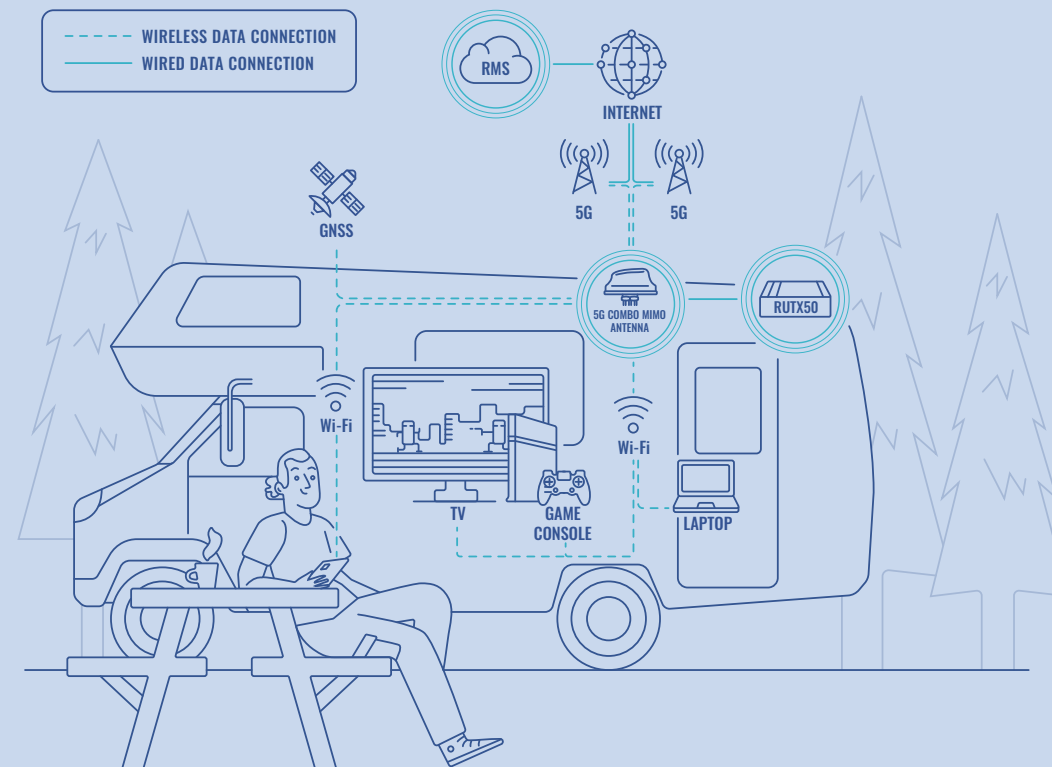 WIRELESS DATA CONNECTION
WIRED DATA CONNECTION
RMS
INTERNET
5G
5G
GNSS
5G COMBO MIMO
ANTENNA
RUTX50
Wi-Fi
Wi-Fi
TV
GAME
CONSOLE
LAPTOP